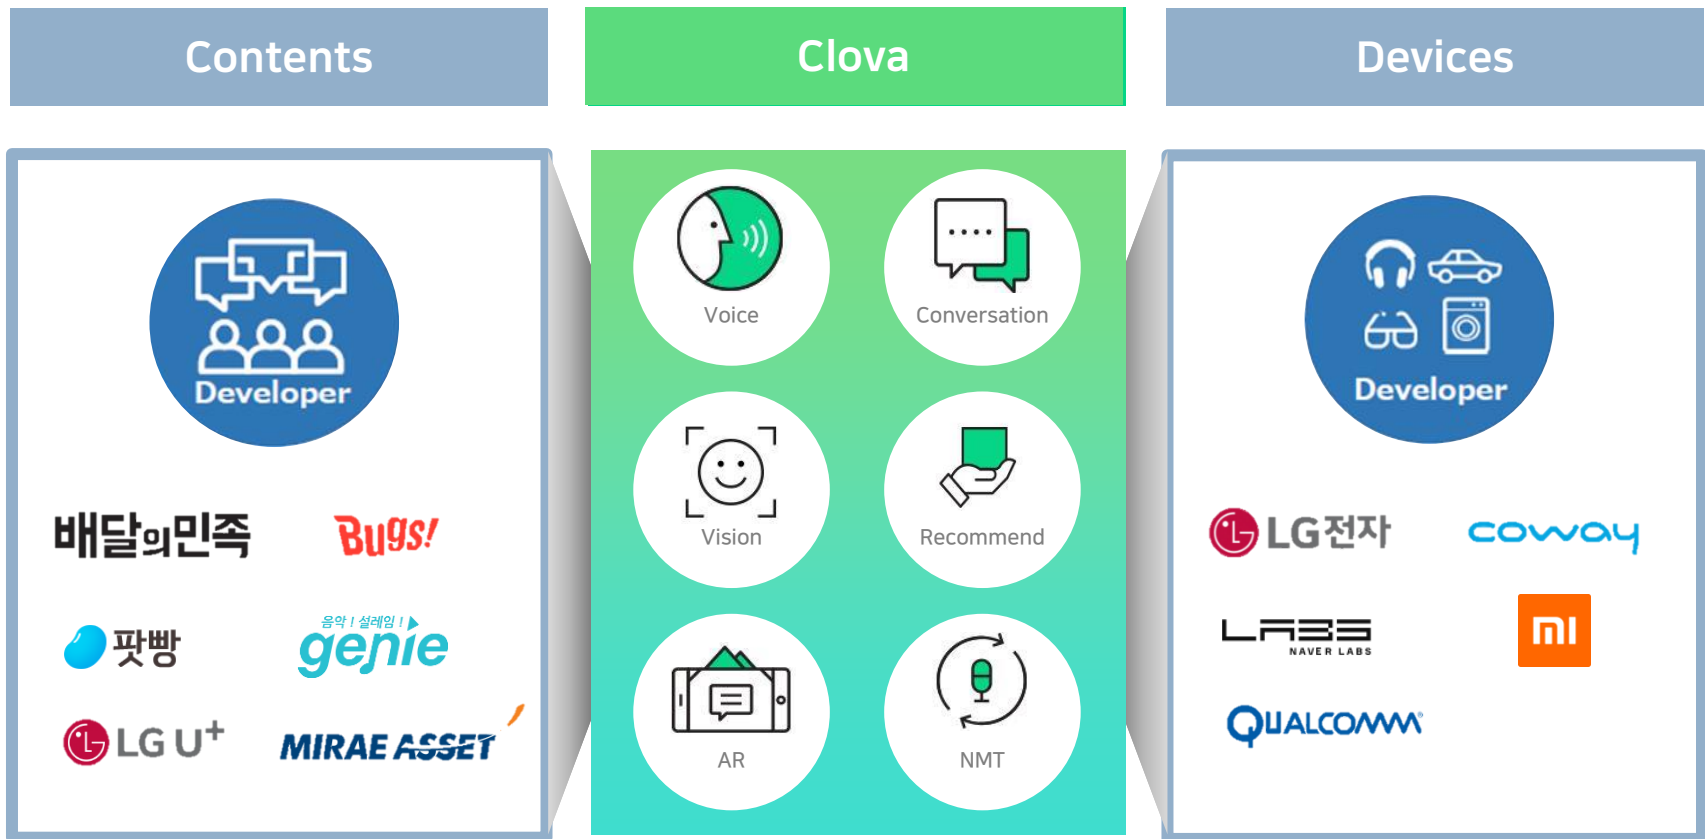 Contents
Clova
Devices
Developer
배달의민족
Bugs!
팟빵
음악! 설레임!
genie
LG U+
MIRAE ASSET
Voice
Conversation
Vision
Recommend
AR
NMT
Developer
LG전자
coway
LABS
NAVER LABS
MI
QUALCOMM®